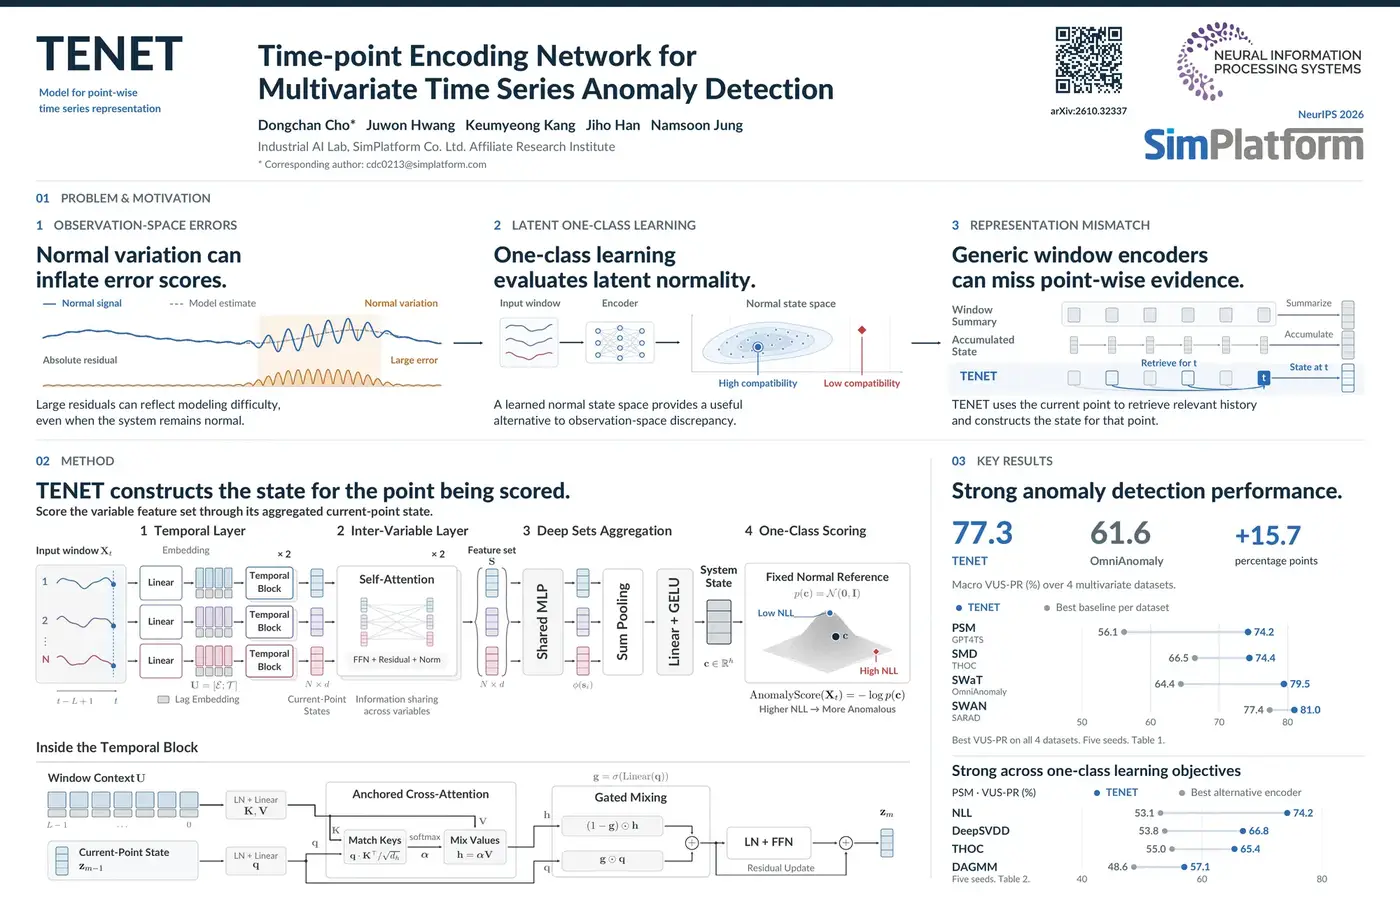 TENET
Model for point-wise
time series representation
Time-point Encoding Network for
Multivariate Time Series Anomaly Detection
Dongchan Cho* Juwon Hwang Keumyeong Kang Jiho Han Namsoon Jung
Industrial AI Lab, SimPlatform Co. Ltd. Affiliate Research Institute
* Corresponding author: cdc0213@simplatform.com
arXiv:2610.32337
NEURAL INFORMATION
PROCESSING SYSTEMS
NeurIPS 2026
SimPlatform
01 PROBLEM & MOTIVATION
1 OBSERVATION-SPACE ERRORS
Normal variation can
inflate error scores.
Normal signal Model estimate Normal variation
Absolute residual Large error
Large residuals can reflect modeling difficulty,
even when the system remains normal.
2 LATENT ONE-CLASS LEARNING
One-class learning
evaluates latent normality.
Input window Encoder Normal state space
High compatibility Low compatibility
A learned normal state space provides a useful
alternative to observation-space discrepancy.
3 REPRESENTATION MISMATCH
Generic window encoders
can miss point-wise evidence.
Window
Summary
Summarize
Accumulated
State
Accumulate
TENET
Retrieve for t
t
State at t
TENET uses the current point to retrieve relevant history
and constructs the state for that point.
02 METHOD
TENET constructs the state for the point being scored.
Score the variable feature set through its aggregated current-point state.
1 Temporal Layer 2 Inter-Variable Layer 3 Deep Sets Aggregation 4 One-Class Scoring
Input window Xₜ
Embedding
× 2
× 2
Feature set
S
1
2
⋮
N
t − L + 1 t
Linear
Linear
Linear
U = [ℰ; 𝒯]
Lag Embedding
Temporal
Block
Temporal
Block
Temporal
Block
N × d
Current-Point
States
Self-Attention
FFN + Residual + Norm
Information sharing
across variables
N × d
Shared MLP
ϕ(sᵢ)
Sum Pooling
Linear + GELU
System
State
c ∈ ℝʰ
Fixed Normal Reference
p(c) = 𝒩(0, I)
Low NLL
c
High NLL
AnomalyScore(Xₜ) = − log p(c)
Higher NLL → More Anomalous
Inside the Temporal Block
Window Context U
L − 1 … 0
LN + Linear
K, V
Current-Point State
zₘ₋₁
LN + Linear
q
Anchored Cross-Attention
K
V
q
Match Keys
q · K⊤/√dₕ
softmax
α
Mix Values
h = αV
g = σ(Linear(q))
Gated Mixing
h
(1 − g) ⊙ h
q
g ⊙ q
LN + FFN
Residual Update
zₘ
03 KEY RESULTS
Strong anomaly detection performance.
77.3 61.6 +15.7
TENET OmniAnomaly percentage points
Macro VUS-PR (%) over 4 multivariate datasets.
TENET Best baseline per dataset
PSM 56.1 74.2
GPT4TS
SMD 66.5 74.4
THOC
SWaT 64.4 79.5
OmniAnomaly
SWAN 77.4 81.0
SARAD
50 60 70 80
Best VUS-PR on all 4 datasets. Five seeds. Table 1.
Strong across one-class learning objectives
PSM · VUS-PR (%) TENET Best alternative encoder
NLL 53.1 74.2
DeepSVDD 53.8 66.8
THOC 55.0 65.4
DAGMM 48.6 57.1
Five seeds. Table 2. 40 60 80